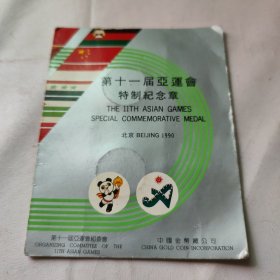 第十一届亞運會
特制紀念章
THE 11TH ASIAN GAMES
SPECIAL COMMEMORATIVE MEDAL
北京 BEIJING 1990
第十一届亞運會組委會
ORGANIZING COMMITTEE OF THE
11TH ASIAN GAMES
中國金幣總公司
CHINA GOLD COIN INCORPORATION